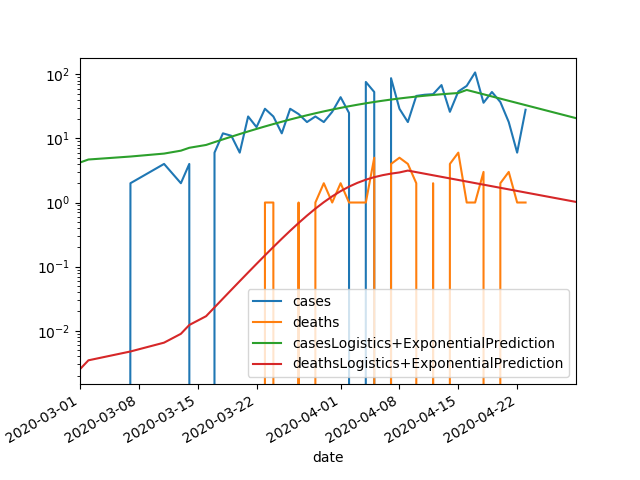 10²
10¹
10⁰
10⁻¹
10⁻²
cases
deaths
casesLogistics+ExponentialPrediction
deathsLogistics+ExponentialPrediction
2020-03-01
2020-03-08
2020-03-15
2020-03-22
2020-04-01
2020-04-08
2020-04-15
2020-04-22
date